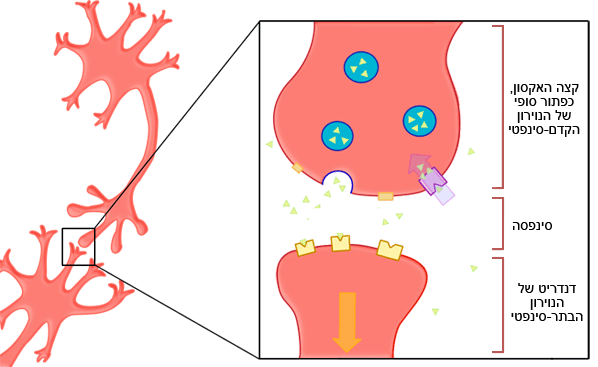 קצה האקסון,
כפתור סופי
של הנוירון
הקדם-סינפטי
סינפסה
דנדריט של
הנוירון
הבתר-סינפטי